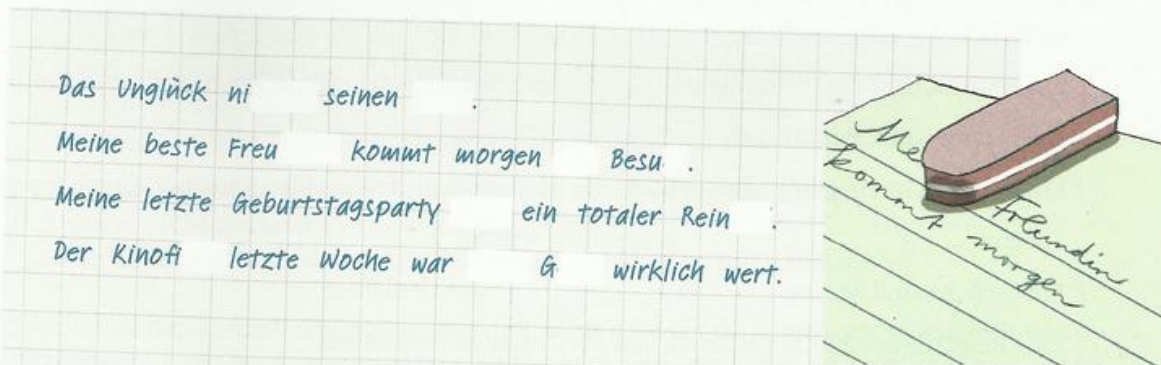 Das Unglück ni seinen .
Meine beste Freu kommt morgen Besu .
Meine letzte Geburtstagsparty ein totaler Rein .
Der Kinofi letzte Woche war G wirklich wert.
Me Freundin
kommt morgen